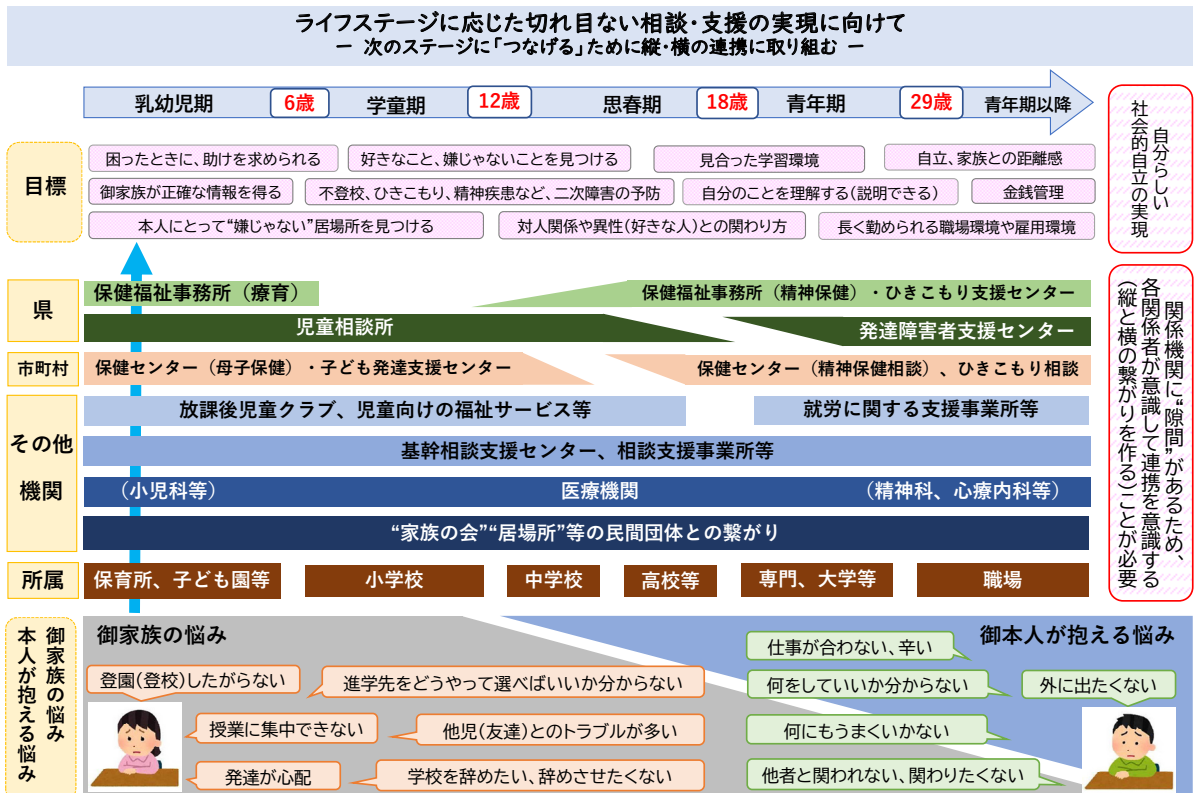 ライフステージに応じた切れ目ない相談・支援の実現に向けて
― 次のステージに「つなげる」ために縦・横の連携に取り組む ―
乳幼児期
6歳
学童期
12歳
思春期
18歳
青年期
29歳
青年期以降
自分らしい
社会的自立の実現
目標
困ったときに、助けを求められる
好きなこと、嫌じゃないことを見つける
見合った学習環境
自立、家族との距離感
御家族が正確な情報を得る
不登校、ひきこもり、精神疾患など、二次障害の予防
自分のことを理解する(説明できる)
金銭管理
本人にとって“嫌じゃない”居場所を見つける
対人関係や異性(好きな人)との関わり方
長く勤められる職場環境や雇用環境
県
保健福祉事務所(療育)
保健福祉事務所(精神保健)・ひきこもり支援センター
児童相談所
発達障害者支援センター
市町村
保健センター(母子保健)・子ども発達支援センター
保健センター(精神保健相談)、ひきこもり相談
その他
機関
放課後児童クラブ、児童向けの福祉サービス等
就労に関する支援事業所等
基幹相談支援センター、相談支援事業所等
(小児科等)
医療機関
(精神科、心療内科等)
“家族の会”“居場所”等の民間団体との繋がり
関係機関に“隙間”があるため、
各関係者が意識して連携を意識する
(縦と横の繋がりを作る)ことが必要
所属
保育所、子ども園等
小学校
中学校
高校等
専門、大学等
職場
御家族の悩み
本人が抱える悩み
御家族の悩み
登園(登校)したがらない
進学先をどうやって選べばいいか分からない
授業に集中できない
他児(友達)とのトラブルが多い
発達が心配
学校を辞めたい、辞めさせたくない
御本人が抱える悩み
仕事が合わない、辛い
何をしていいか分からない
外に出たくない
何にもうまくいかない
他者と関われない、関わりたくない